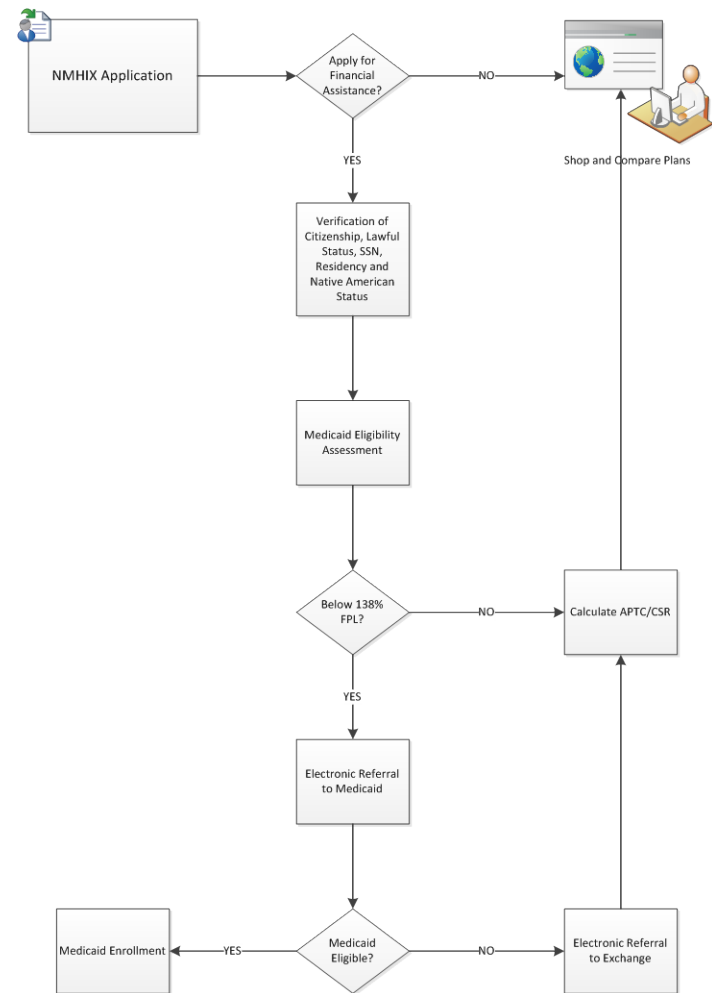 NMHIX Application
Apply for
Financial
Assistance?
NO
Shop and Compare Plans
YES
Verification of
Citizenship, Lawful
Status, SSN,
Residency and
Native American
Status
Medicaid Eligibility
Assessment
Below 138%
FPL?
NO
Calculate APTC/CSR
YES
Electronic Referral
to Medicaid
Medicaid Enrollment
YES
Medicaid
Eligible?
NO
Electronic Referral
to Exchange